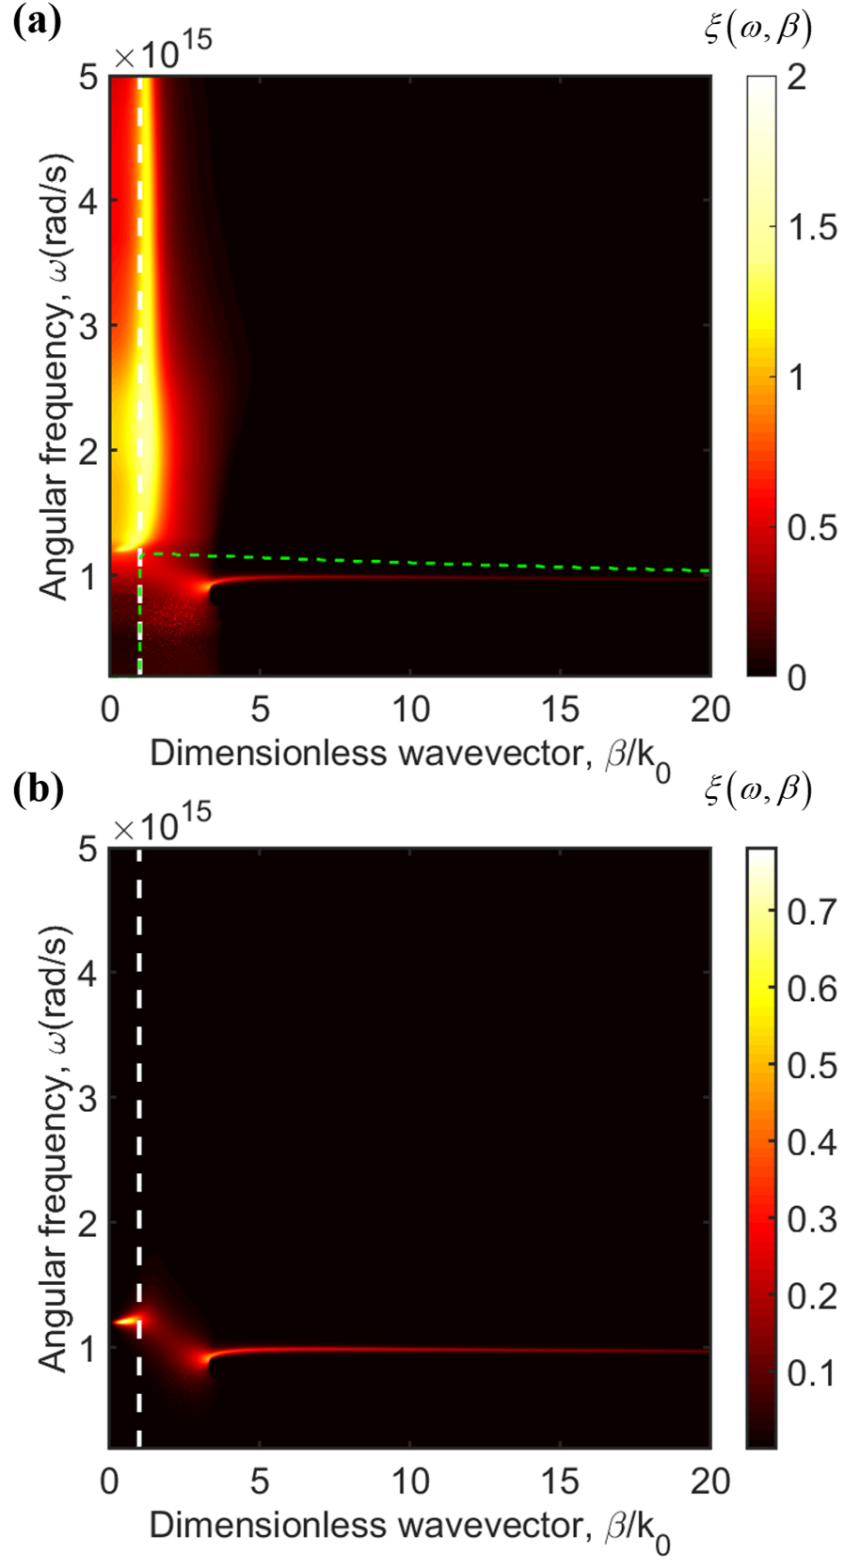 (a)
×10^15
ξ(ω, β)
5
4
3
2
1
Angular frequency, ω(rad/s)
0 5 10 15 20
Dimensionless wavevector, β/k_0
2
1.5
1
0.5
0
(b)
×10^15
ξ(ω, β)
5
4
3
2
1
Angular frequency, ω(rad/s)
0 5 10 15 20
Dimensionless wavevector, β/k_0
0.7
0.6
0.5
0.4
0.3
0.2
0.1